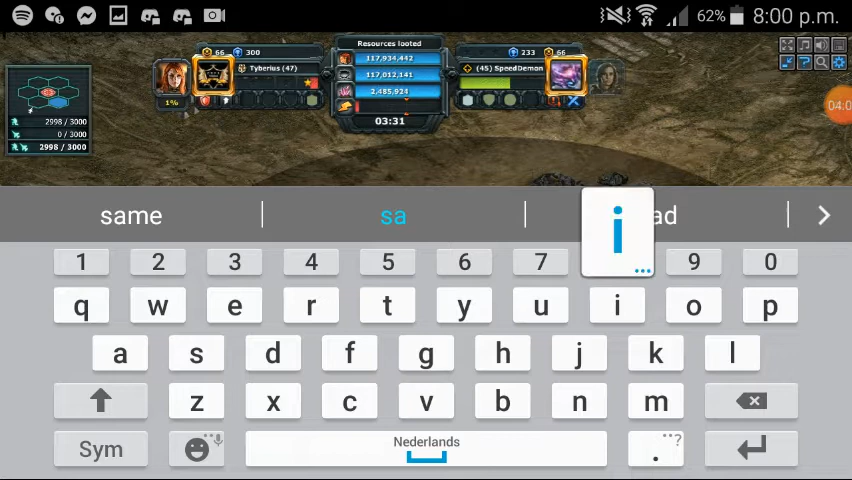 62% 8:00 p.m.
Resources looted
66 300
233 66
Tyberius (47)
(45) SpeedDemon
117,934,442
117,012,141
2,485,924
1%
03:31
04:0
2998 / 3000
0 / 3000
2998 / 3000
same sa ad
i
1 2 3 4 5 6 7 9 0
q w e r t y u i o p
a s d f g h j k l
z x c v b n m
Sym Nederlands . ?